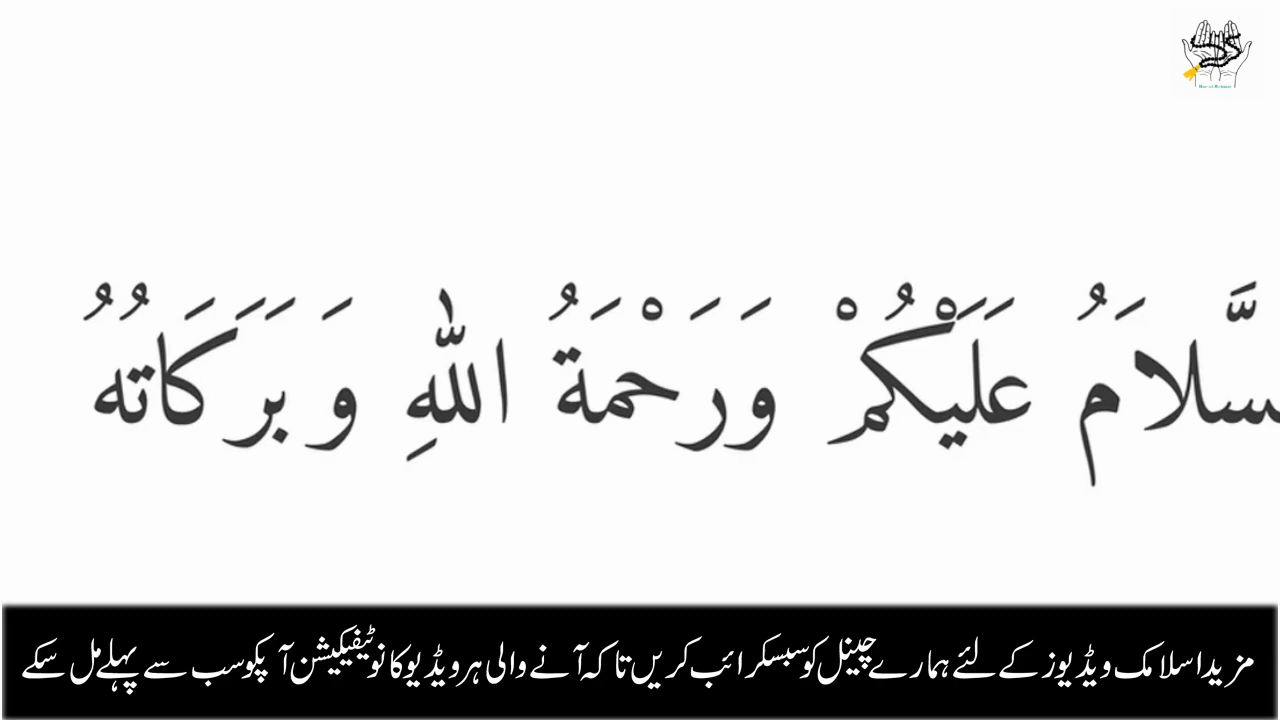 سَّلَامُ عَلَيْكُمْ وَرَحْمَةُ اللّٰهِ وَبَرَكَاتُهُ
مزید اسلامک ویڈیوز کے لئے ہمارے چینل کو سبسکرائب کریں تاکہ آنے والی ہر ویڈیو کا نوٹیفیکیشن آپکو سب سے پہلے مل سکے